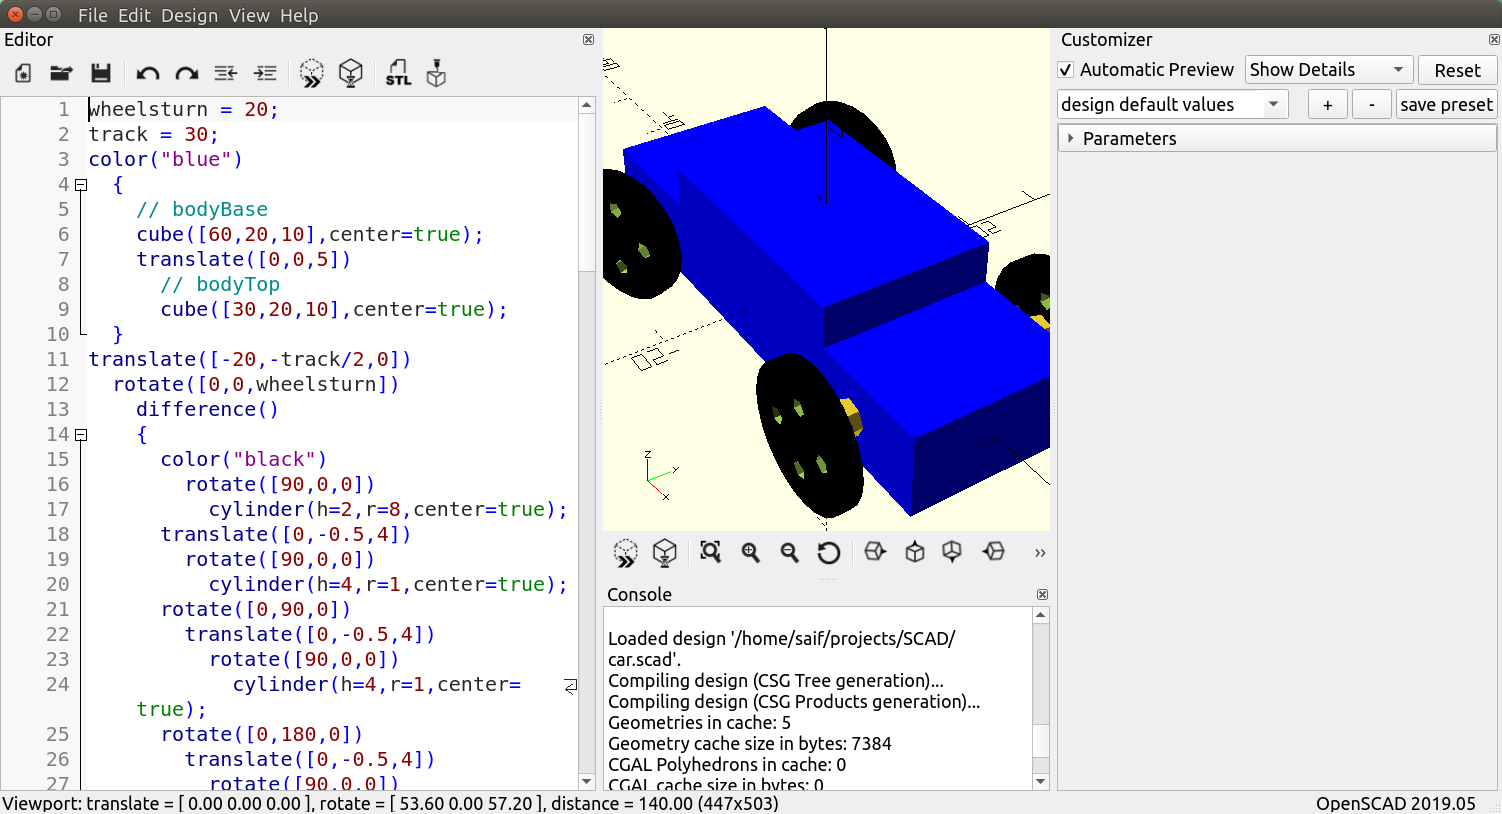 File Edit Design View Help
Editor
STL
1 wheelsturn = 20;
2 track = 30;
3 color("blue")
4 {
5 // bodyBase
6 cube([60,20,10],center=true);
7 translate([0,0,5])
8 // bodyTop
9 cube([30,20,10],center=true);
10 }
11 translate([-20,-track/2,0])
12 rotate([0,0,wheelsturn])
13 difference()
14 {
15 color("black")
16 rotate([90,0,0])
17 cylinder(h=2,r=8,center=true);
18 translate([0,-0.5,4])
19 rotate([90,0,0])
20 cylinder(h=4,r=1,center=true);
21 rotate([0,90,0])
22 translate([0,-0.5,4])
23 rotate([90,0,0])
24 cylinder(h=4,r=1,center=
true);
25 rotate([0,180,0])
26 translate([0,-0.5,4])
27 rotate([90,0,0])
20
z
y
x
Console
Loaded design '/home/saif/projects/SCAD/
car.scad'.
Compiling design (CSG Tree generation)...
Compiling design (CSG Products generation)...
Geometries in cache: 5
Geometry cache size in bytes: 7384
CGAL Polyhedrons in cache: 0
CGAL cache size in bytes: 0
Customizer
Automatic Preview Show Details Reset
design default values + - save preset
Parameters
Viewport: translate = [ 0.00 0.00 0.00 ], rotate = [ 53.60 0.00 57.20 ], distance = 140.00 (447x503)
OpenSCAD 2019.05